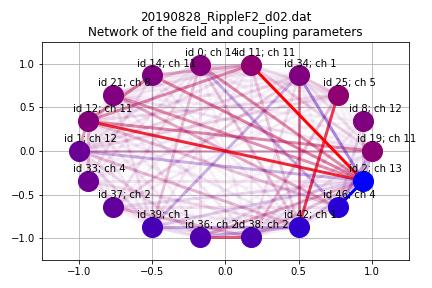 20190828_RippleF2_d02.dat
Network of the field and coupling parameters
id 0; ch 14
id 11; ch 11
id 14; ch 11
id 34; ch 1
id 21; ch 8
id 25; ch 5
id 12; ch 11
id 8; ch 12
id 1; ch 12
id 19; ch 11
id 33; ch 4
id 2; ch 13
id 37; ch 2
id 46; ch 4
id 39; ch 1
id 36; ch 2
id 38; ch 2
id 42; ch
1.0
0.5
0.0
−0.5
−1.0
−1.0 −0.5 0.0 0.5 1.0